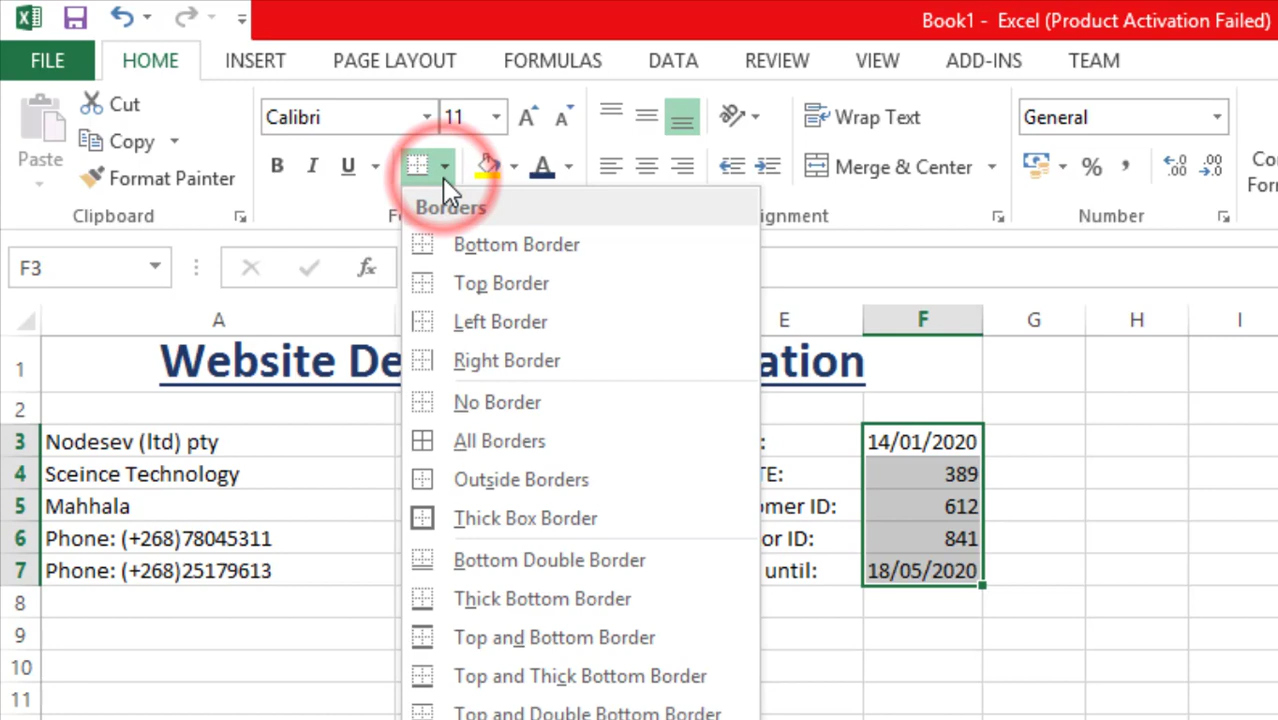 Book1 - Excel (Product Activation Failed)
FILE HOME INSERT PAGE LAYOUT FORMULAS DATA REVIEW VIEW ADD-INS TEAM
Paste
Cut
Copy
Format Painter
Clipboard
Calibri 11
B I U A
Wrap Text
Merge & Center
ignment
General
% ,
Number
F3 fx
Borders
Bottom Border
Top Border
Left Border
Right Border
No Border
All Borders
Outside Borders
Thick Box Border
Bottom Double Border
Thick Bottom Border
Top and Bottom Border
Top and Thick Bottom Border
Top and Double Bottom Border
A E F G H I
1 Website De ation
2
3 Nodesev (ltd) pty : 14/01/2020
4 Sceince Technology TE: 389
5 Mahhala omer ID: 612
6 Phone: (+268)78045311 or ID: 841
7 Phone: (+268)25179613 until: 18/05/2020
8
9
10
11